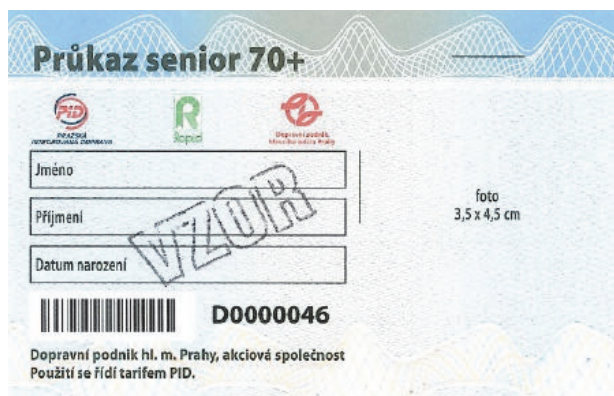 Průkaz senior 70+
PID
PRAŽSKÁ
INTEGROVANÁ DOPRAVA
Ropid
Dopravní podnik
hlavního města Prahy
Jméno
Příjmení
Datum narození
VZOR
foto
3,5 x 4,5 cm
D0000046
Dopravní podnik hl. m. Prahy, akciová společnost
Použití se řídí tarifem PID.